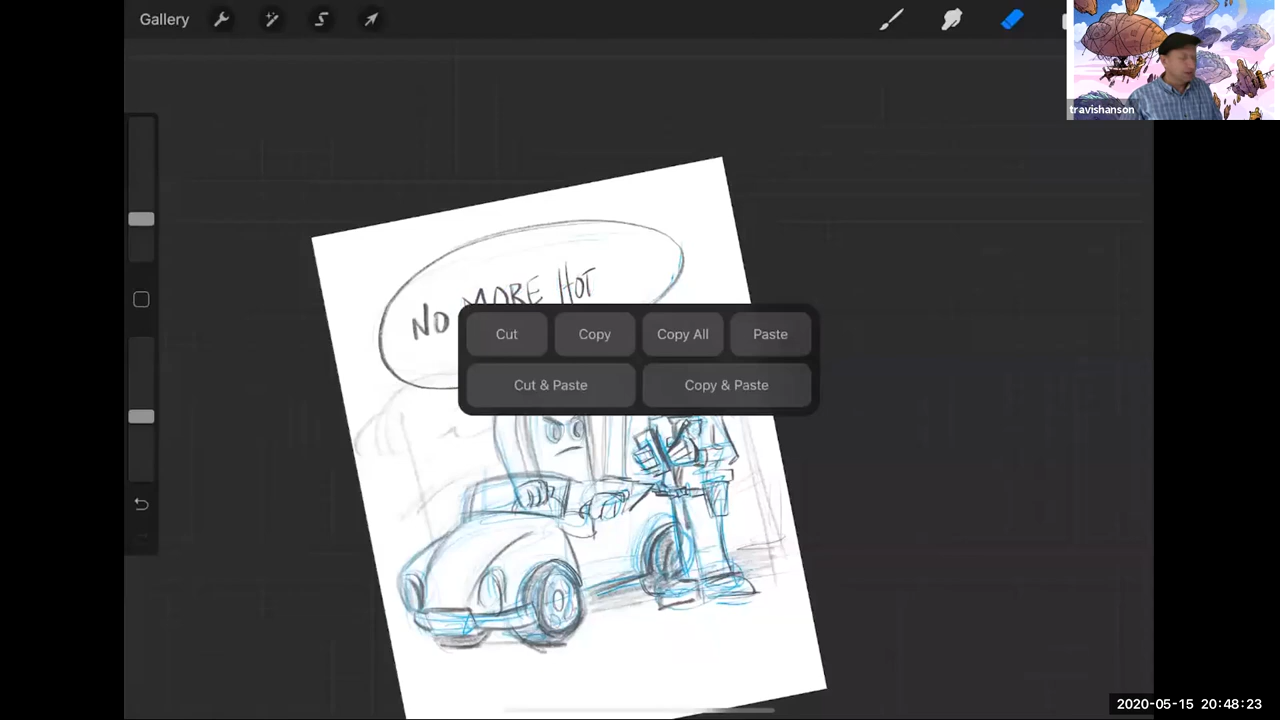 Gallery
travishanson
NO MORE HOT
Cut
Copy
Copy All
Paste
Cut & Paste
Copy & Paste
2020-05-15 20:48:23